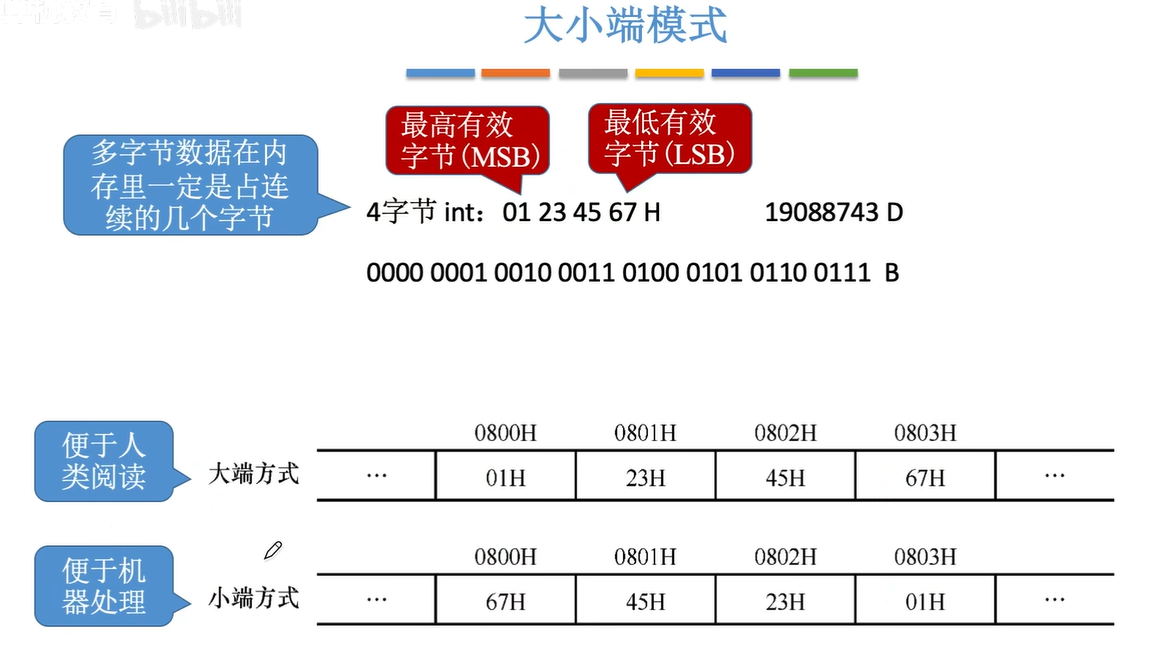 bilibili
大小端模式
最高有效
字节(MSB)
最低有效
字节(LSB)
多字节数据在内
存里一定是占连
续的几个字节
4字节 int：01 23 45 67 H 19088743 D
0000 0001 0010 0011 0100 0101 0110 0111 B
便于人
类阅读
0800H 0801H 0802H 0803H
大端方式 … 01H 23H 45H 67H …
便于机
器处理
0800H 0801H 0802H 0803H
小端方式 … 67H 45H 23H 01H …